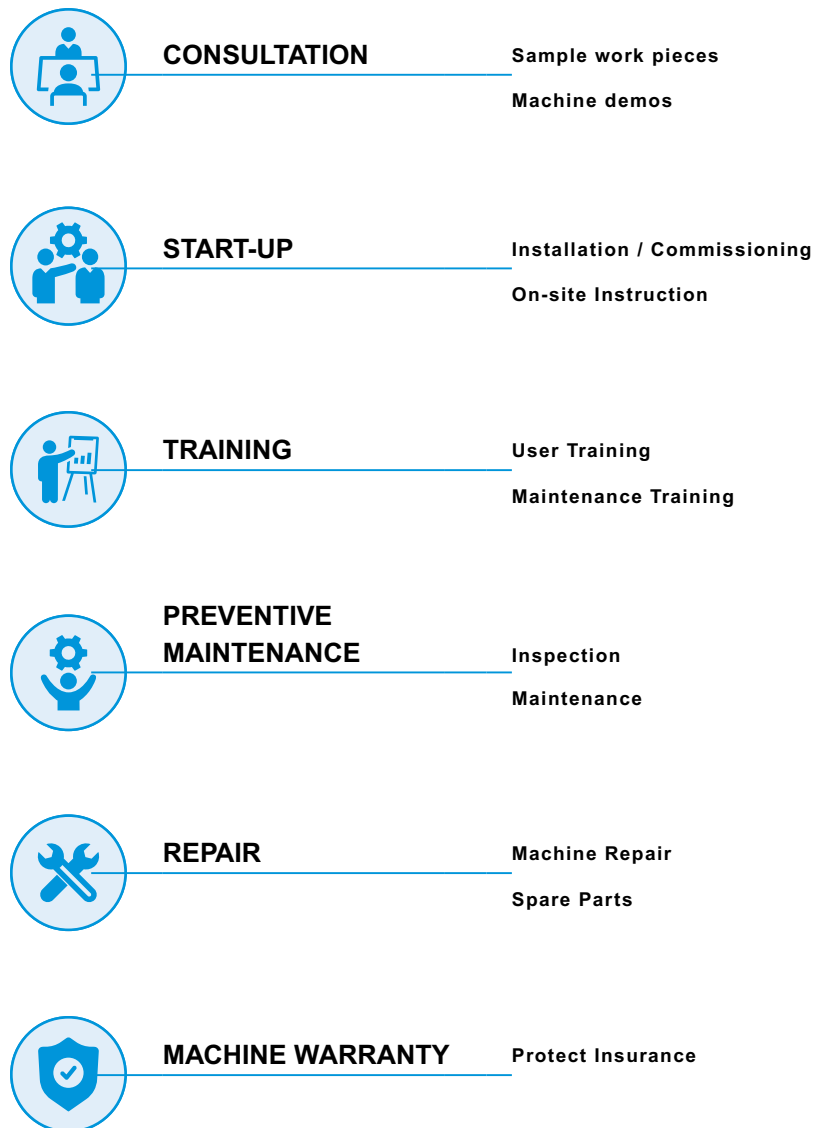 CONSULTATION
Sample work pieces
Machine demos
START-UP
Installation / Commissioning
On-site Instruction
TRAINING
User Training
Maintenance Training
PREVENTIVE
MAINTENANCE
Inspection
Maintenance
REPAIR
Machine Repair
Spare Parts
MACHINE WARRANTY
Protect Insurance